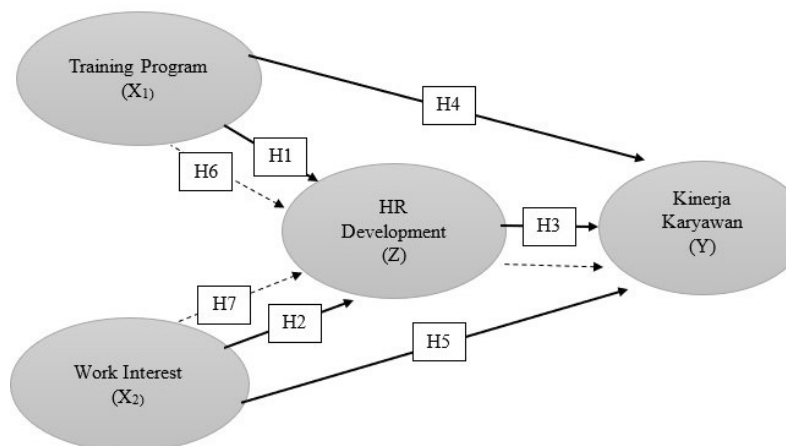 Training Program
(X₁)
H4
H1
H6
HR
Development
(Z)
H3
Kinerja
Karyawan
(Y)
H7
H2
H5
Work Interest
(X₂)